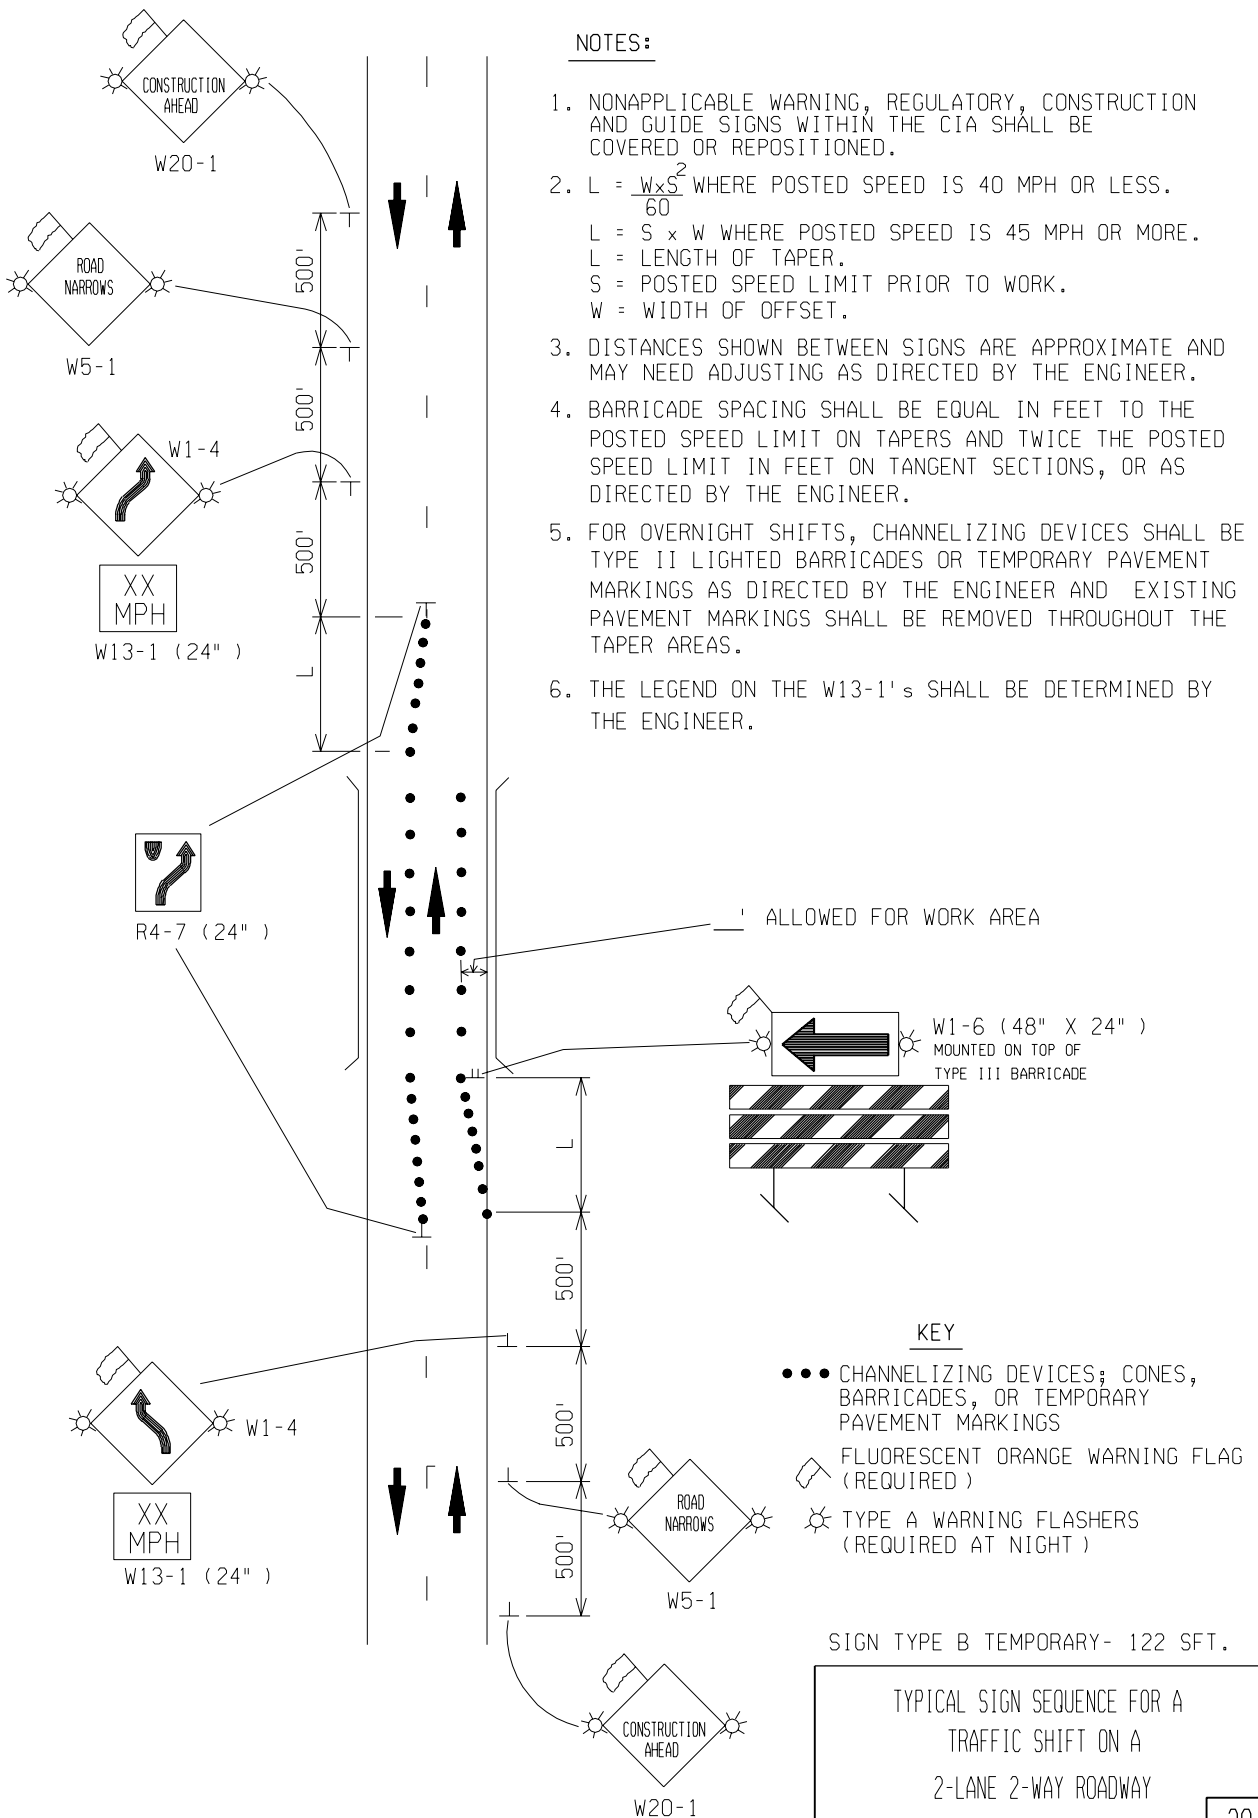 CONSTRUCTION
AHEAD
W20-1
ROAD
NARROWS
W5-1
500'
500'
W1-4
500'
XX
MPH
W13-1 (24" )
L
R4-7 (24" )
NOTES:
1. NONAPPLICABLE WARNING, REGULATORY, CONSTRUCTION
AND GUIDE SIGNS WITHIN THE CIA SHALL BE
COVERED OR REPOSITIONED.
2. L = WxS² WHERE POSTED SPEED IS 40 MPH OR LESS.
60
L = S x W WHERE POSTED SPEED IS 45 MPH OR MORE.
L = LENGTH OF TAPER.
S = POSTED SPEED LIMIT PRIOR TO WORK.
W = WIDTH OF OFFSET.
3. DISTANCES SHOWN BETWEEN SIGNS ARE APPROXIMATE AND
MAY NEED ADJUSTING AS DIRECTED BY THE ENGINEER.
4. BARRICADE SPACING SHALL BE EQUAL IN FEET TO THE
POSTED SPEED LIMIT ON TAPERS AND TWICE THE POSTED
SPEED LIMIT IN FEET ON TANGENT SECTIONS, OR AS
DIRECTED BY THE ENGINEER.
5. FOR OVERNIGHT SHIFTS, CHANNELIZING DEVICES SHALL BE
TYPE II LIGHTED BARRICADES OR TEMPORARY PAVEMENT
MARKINGS AS DIRECTED BY THE ENGINEER AND EXISTING
PAVEMENT MARKINGS SHALL BE REMOVED THROUGHOUT THE
TAPER AREAS.
6. THE LEGEND ON THE W13-1's SHALL BE DETERMINED BY
THE ENGINEER.
__' ALLOWED FOR WORK AREA
W1-6 (48" X 24" )
MOUNTED ON TOP OF
TYPE III BARRICADE
L
500'
500'
500'
W1-4
XX
MPH
W13-1 (24" )
ROAD
NARROWS
W5-1
CONSTRUCTION
AHEAD
W20-1
KEY
CHANNELIZING DEVICES; CONES,
BARRICADES, OR TEMPORARY
PAVEMENT MARKINGS
FLUORESCENT ORANGE WARNING FLAG
(REQUIRED )
TYPE A WARNING FLASHERS
(REQUIRED AT NIGHT )
SIGN TYPE B TEMPORARY- 122 SFT.
TYPICAL SIGN SEQUENCE FOR A
TRAFFIC SHIFT ON A
2-LANE 2-WAY ROADWAY